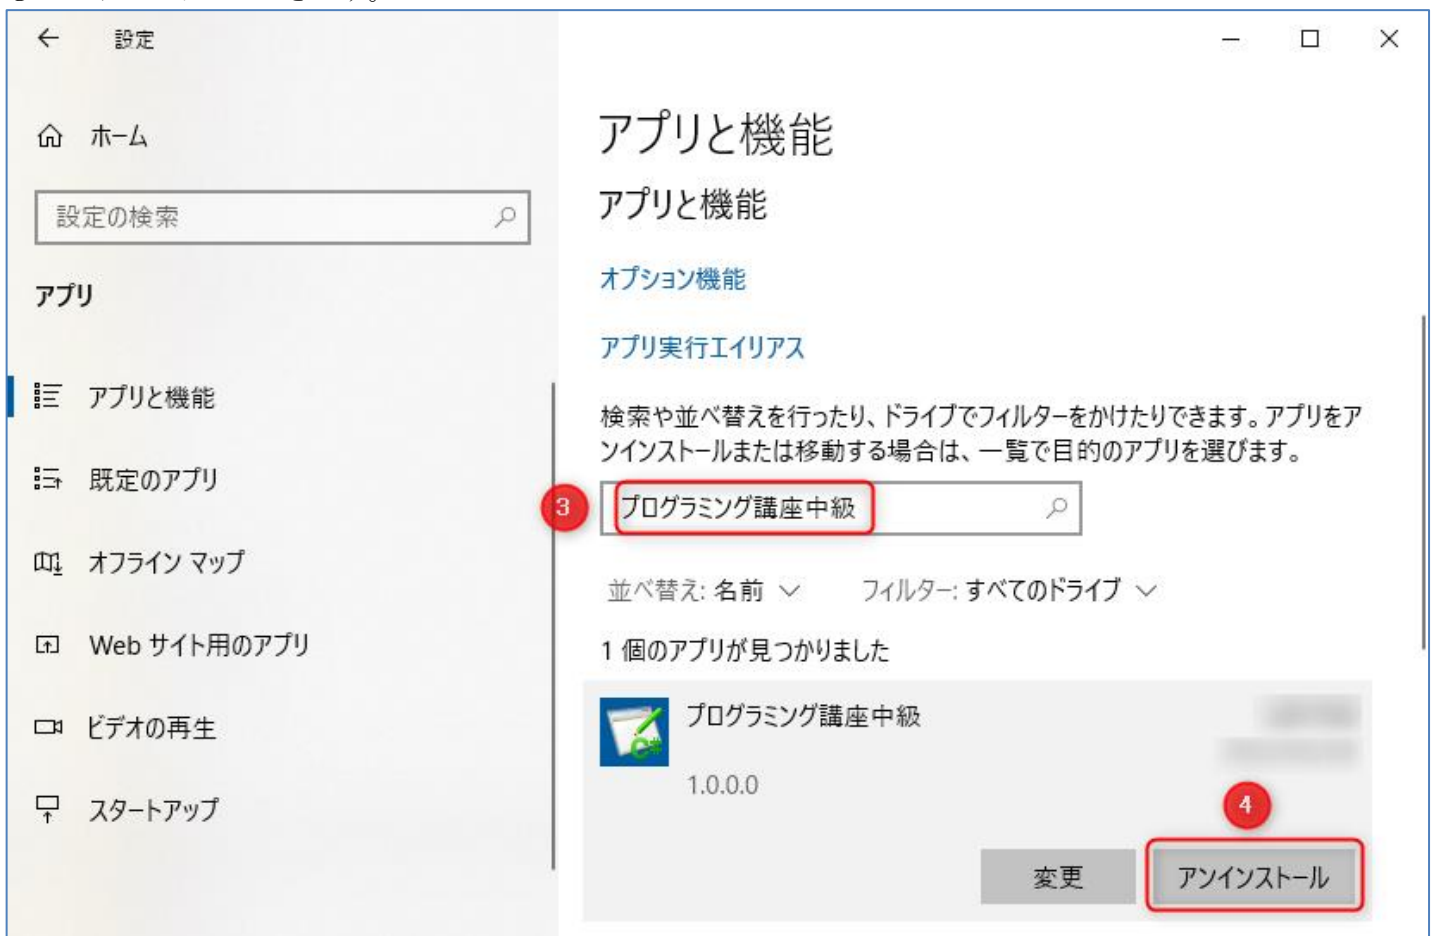 設定
ホーム
設定の検索
アプリ
アプリと機能
既定のアプリ
オフライン マップ
Web サイト用のアプリ
ビデオの再生
スタートアップ
アプリと機能
アプリと機能
オプション機能
アプリ実行エイリアス
検索や並べ替えを行ったり、ドライブでフィルターをかけたりできます。アプリをア
ンインストールまたは移動する場合は、一覧で目的のアプリを選びます。
3 プログラミング講座中級
並べ替え: 名前 フィルター: すべてのドライブ
1 個のアプリが見つかりました
プログラミング講座中級
C#
1.0.0.0
4
変更 アンインストール